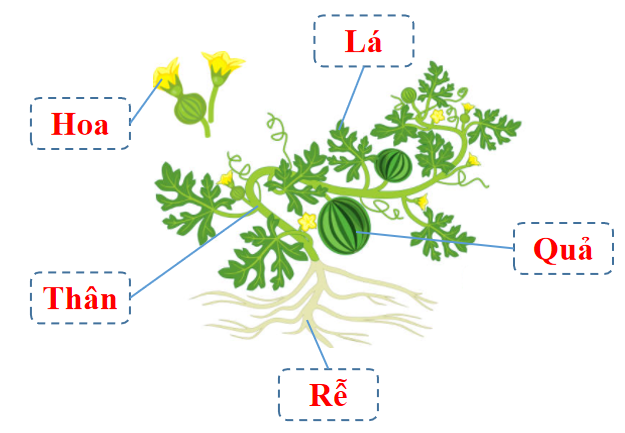 Lá
Hoa
Quả
Thân
Rễ